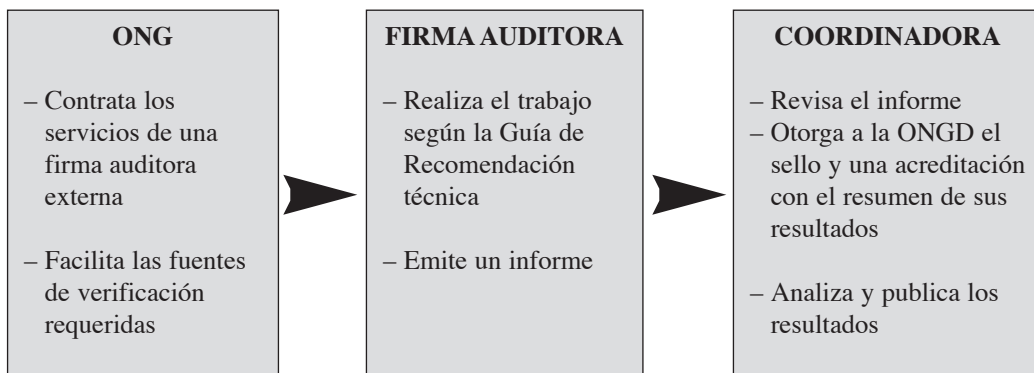 ONG
– Contrata los
servicios de una
firma auditora
externa
– Facilita las fuentes
de verificación
requeridas
FIRMA AUDITORA
– Realiza el trabajo
según la Guía de
Recomendación
técnica
– Emite un informe
COORDINADORA
– Revisa el informe
– Otorga a la ONGD el
sello y una acreditación
con el resumen de sus
resultados
– Analiza y publica los
resultados